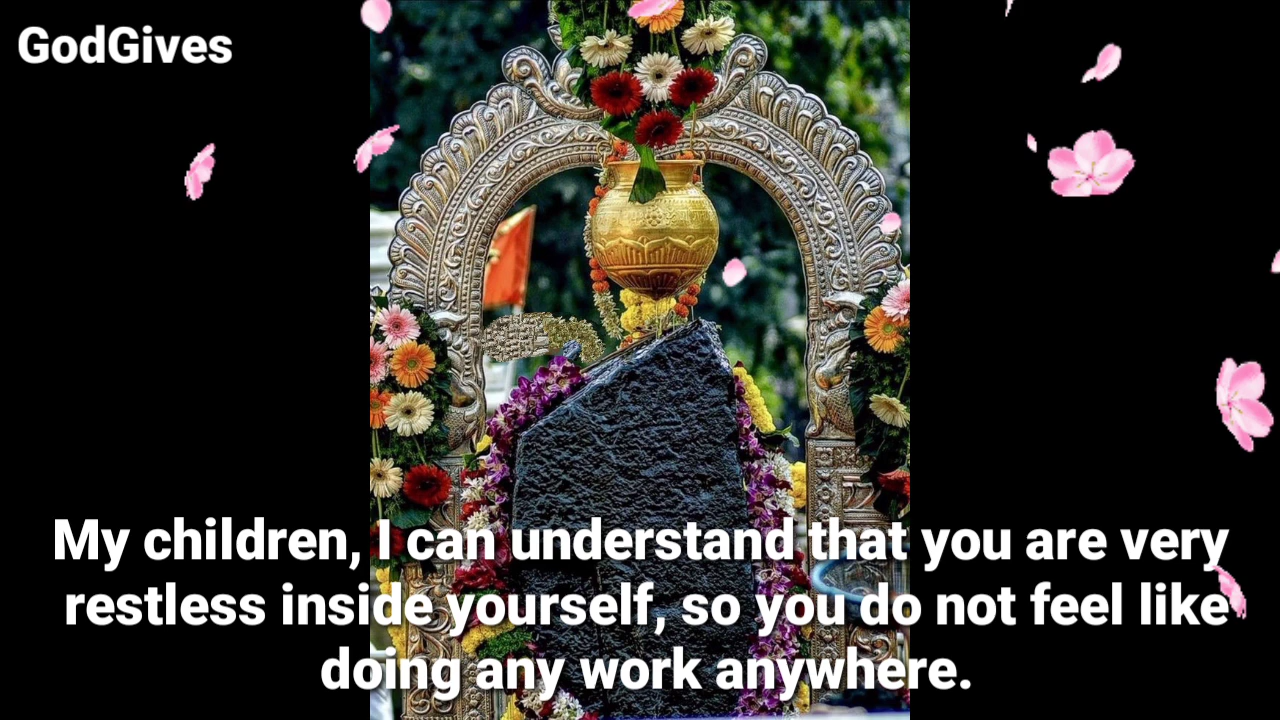 GodGives
My children, I can understand that you are very
restless inside yourself, so you do not feel like
doing any work anywhere.